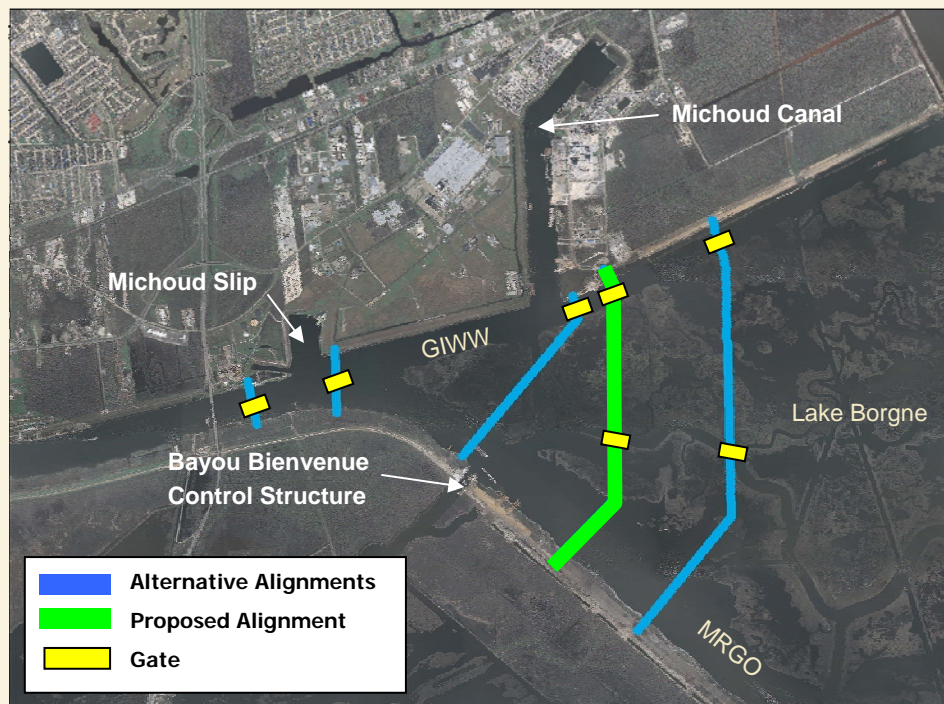 Michoud Canal
Michoud Slip
GIWW
Lake Borgne
Bayou Bienvenue
Control Structure
MRGO
Alternative Alignments
Proposed Alignment
Gate